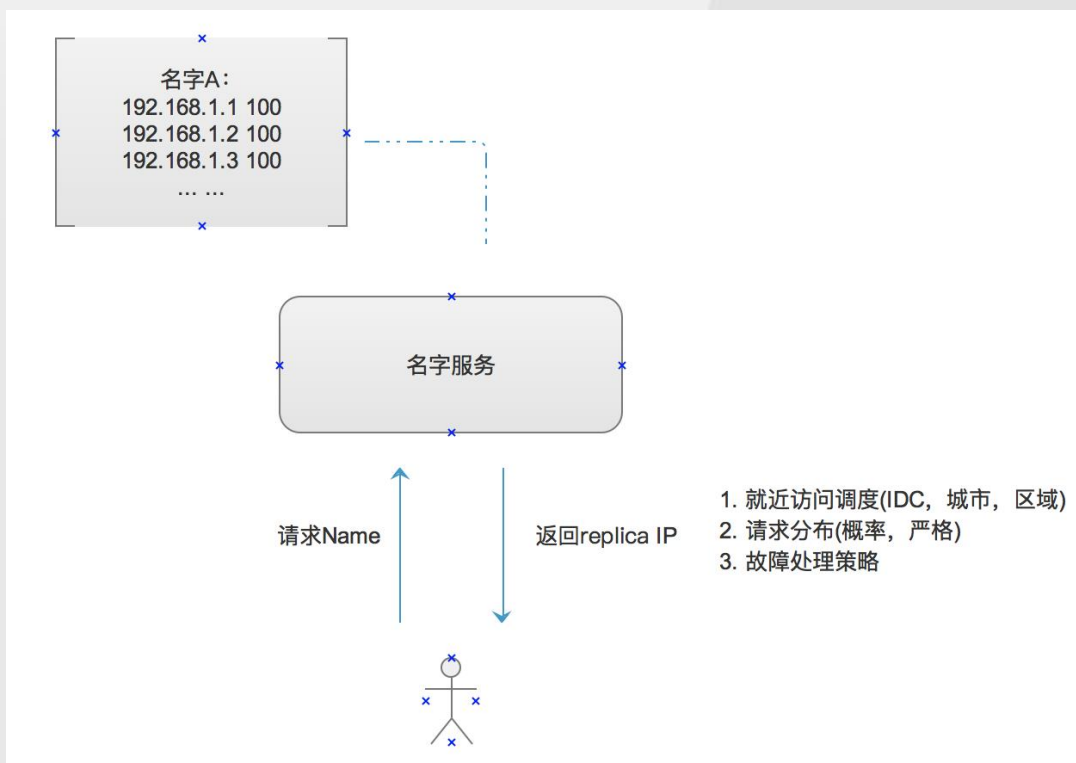 名字A：
192.168.1.1 100
192.168.1.2 100
192.168.1.3 100
... ...
名字服务
请求Name
返回replica IP
1. 就近访问调度(IDC，城市，区域)
2. 请求分布(概率，严格)
3. 故障处理策略